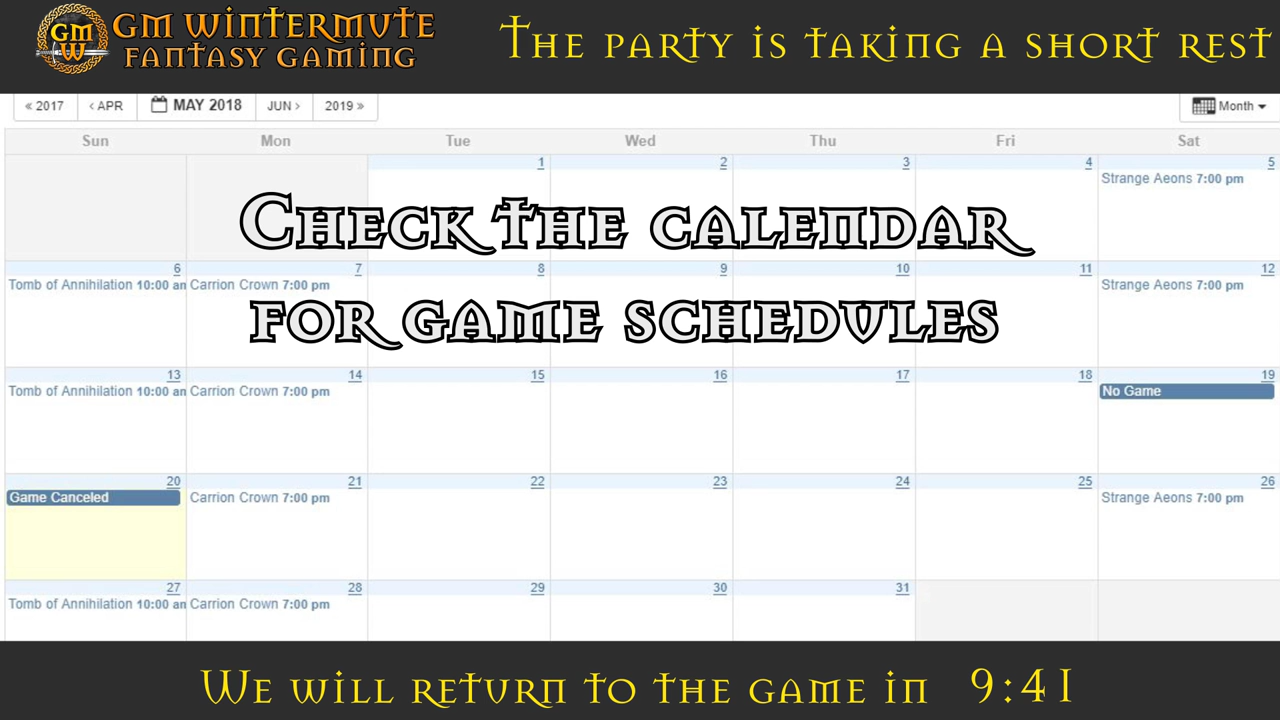 GM WINTERMUTE
FANTASY GAMING
GM
W
THE PARTY IS TAKING A SHORT REST
« 2017 ‹ APR MAY 2018 JUN › 2019 » Month
Sun Mon Tue Wed Thu Fri Sat
1 2 3 4 5
Strange Aeons 7:00 pm
CHECK THE CALENDAR
6 7 8 9 10 11 12
Tomb of Annihilation 10:00 am Carrion Crown 7:00 pm Strange Aeons 7:00 pm
FOR GAME SCHEDULES
13 14 15 16 17 18 19
Tomb of Annihilation 10:00 am Carrion Crown 7:00 pm No Game
20 21 22 23 24 25 26
Game Canceled Carrion Crown 7:00 pm Strange Aeons 7:00 pm
27 28 29 30 31
Tomb of Annihilation 10:00 am Carrion Crown 7:00 pm
WE WILL RETURN TO THE GAME IN 9:41